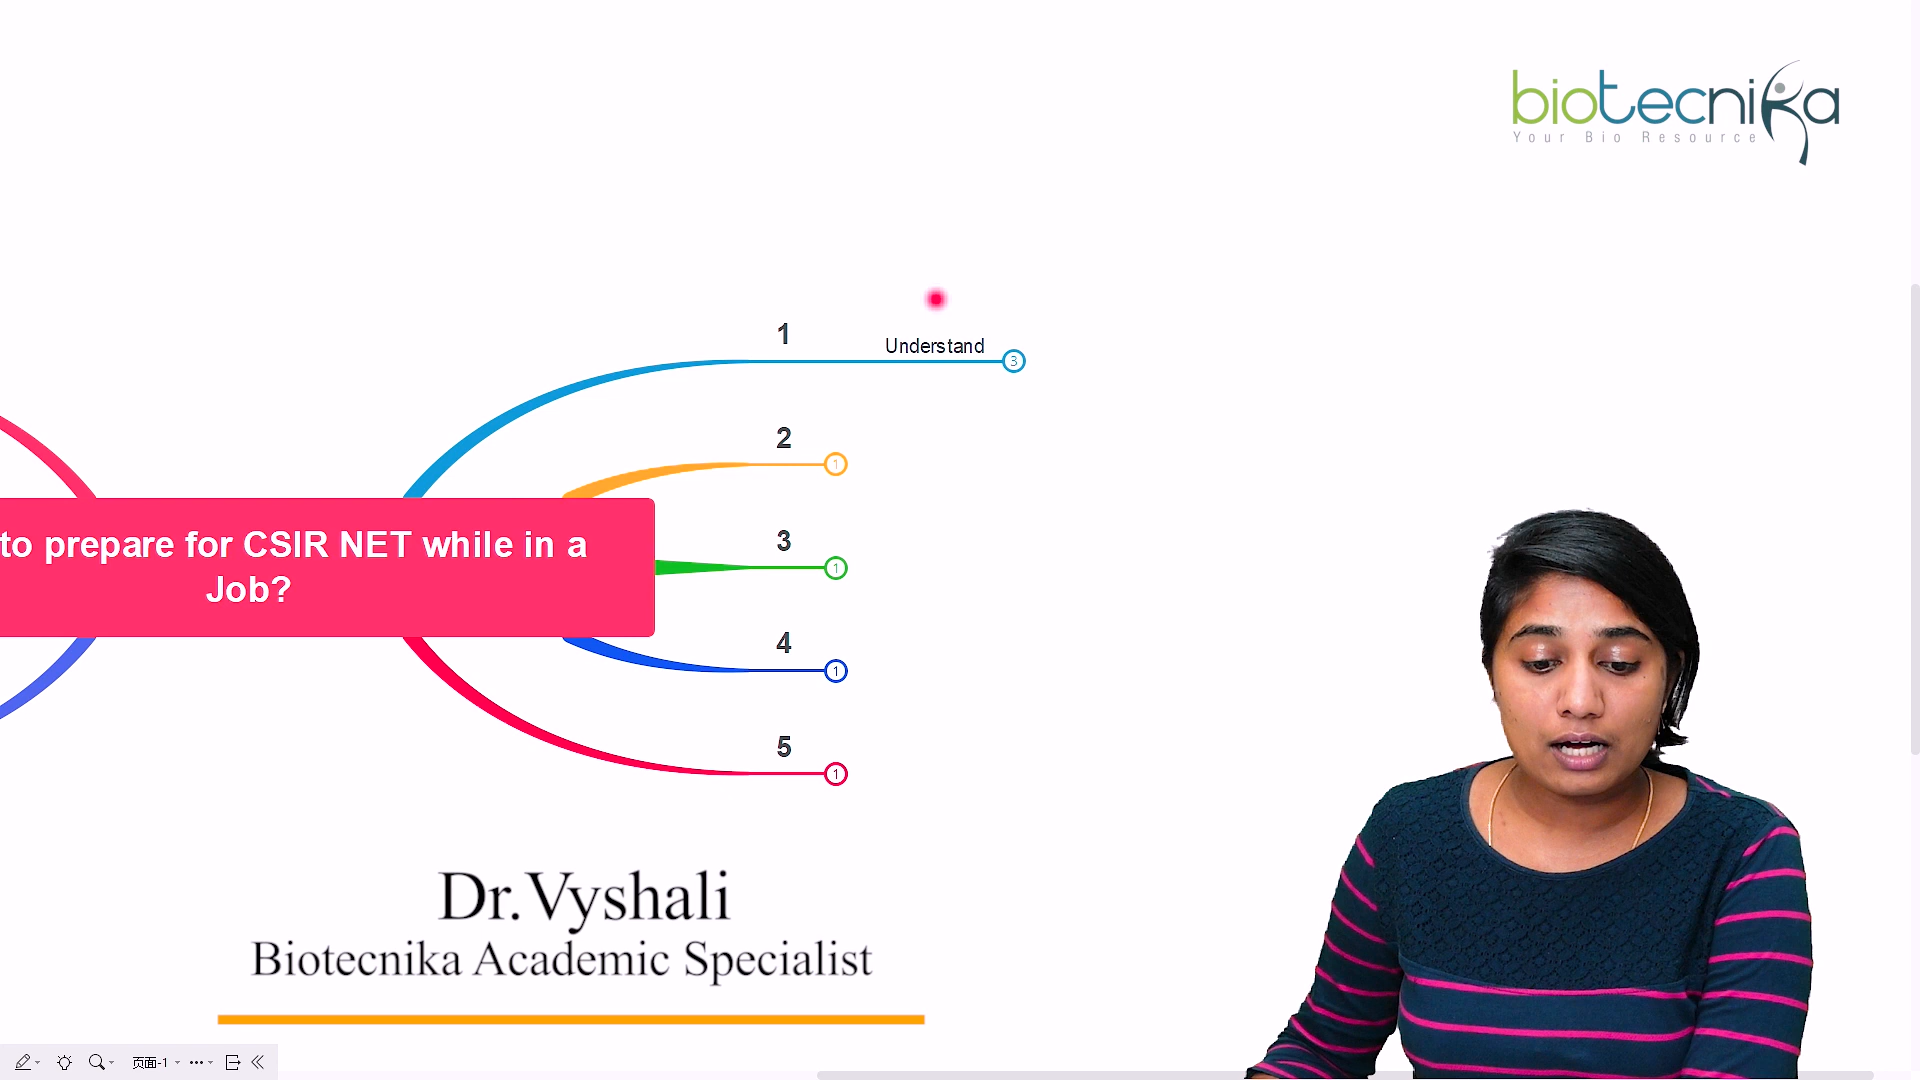 biotecnika
Your Bio Resource
1
Understand
3
2
1
to prepare for CSIR NET while in a
Job?
3
1
4
1
5
1
Dr.Vyshali
Biotecnika Academic Specialist
页面-1